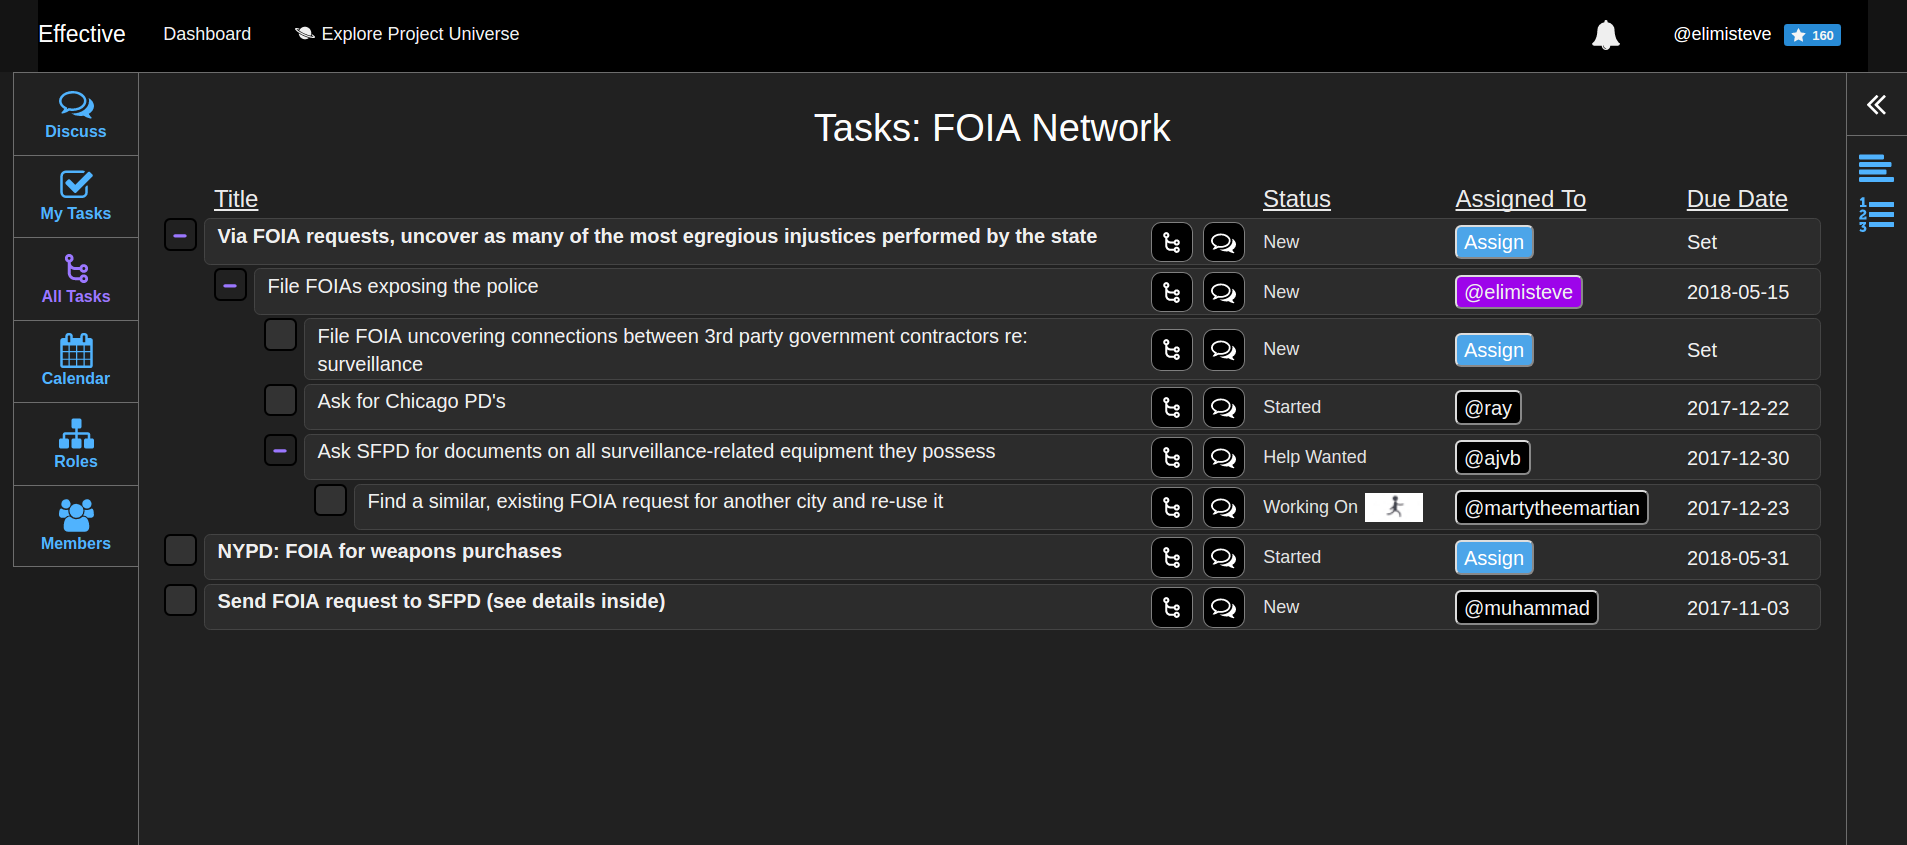 Effective Dashboard Explore Project Universe @elimisteve 160
Discuss
My Tasks
All Tasks
Calendar
Roles
Members
Tasks: FOIA Network
Title Status Assigned To Due Date
Via FOIA requests, uncover as many of the most egregious injustices performed by the state New Assign Set
File FOIAs exposing the police New @elimisteve 2018-05-15
File FOIA uncovering connections between 3rd party government contractors re:
surveillance New Assign Set
Ask for Chicago PD's Started @ray 2017-12-22
Ask SFPD for documents on all surveillance-related equipment they possess Help Wanted @ajvb 2017-12-30
Find a similar, existing FOIA request for another city and re-use it Working On @martytheemartian 2017-12-23
NYPD: FOIA for weapons purchases Started Assign 2018-05-31
Send FOIA request to SFPD (see details inside) New @muhammad 2017-11-03
1
2
3